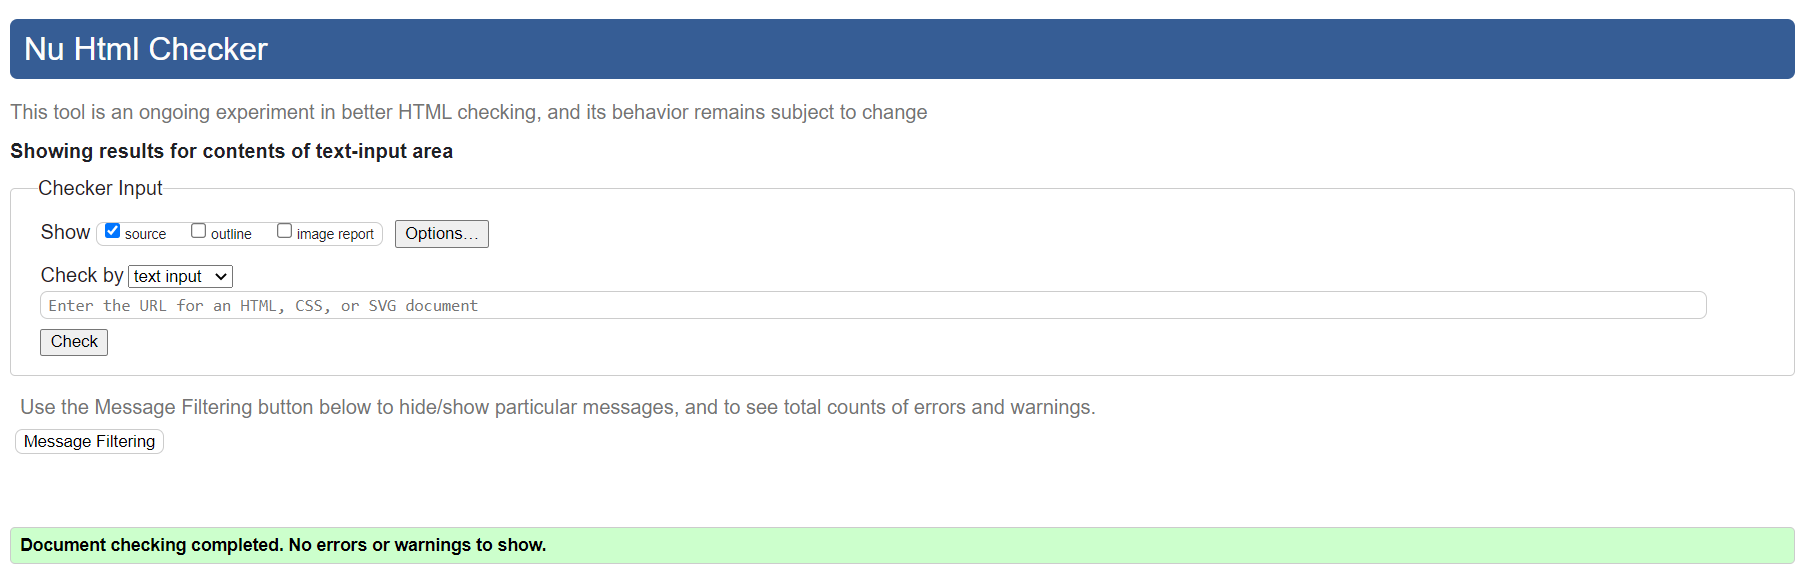 Nu Html Checker
This tool is an ongoing experiment in better HTML checking, and its behavior remains subject to change
Showing results for contents of text-input area
Checker Input
Show source outline image report Options...
Check by text input
Enter the URL for an HTML, CSS, or SVG document
Check
Use the Message Filtering button below to hide/show particular messages, and to see total counts of errors and warnings.
Message Filtering
Document checking completed. No errors or warnings to show.